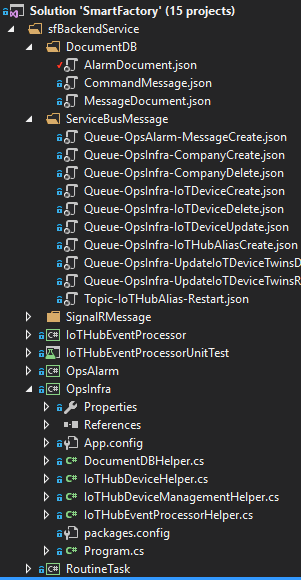 Solution 'SmartFactory' (15 projects)
sfBackendService
DocumentDB
AlarmDocument.json
CommandMessage.json
MessageDocument.json
ServiceBusMessage
Queue-OpsAlarm-MessageCreate.json
Queue-OpsInfra-CompanyCreate.json
Queue-OpsInfra-CompanyDelete.json
Queue-OpsInfra-IoTDeviceCreate.json
Queue-OpsInfra-IoTDeviceDelete.json
Queue-OpsInfra-IoTDeviceUpdate.json
Queue-OpsInfra-IoTHubAliasCreate.json
Queue-OpsInfra-UpdateIoTDeviceTwinsD
Queue-OpsInfra-UpdateIoTDeviceTwinsR
Topic-IoTHubAlias-Restart.json
SignalRMessage
C# IoTHubEventProcessor
IoTHubEventProcessorUnitTest
C# OpsAlarm
C# OpsInfra
Properties
References
App.config
C# DocumentDBHelper.cs
C# IoTHubDeviceHelper.cs
C# IoTHubDeviceManagementHelper.cs
C# IoTHubEventProcessorHelper.cs
packages.config
C# Program.cs
C# RoutineTask